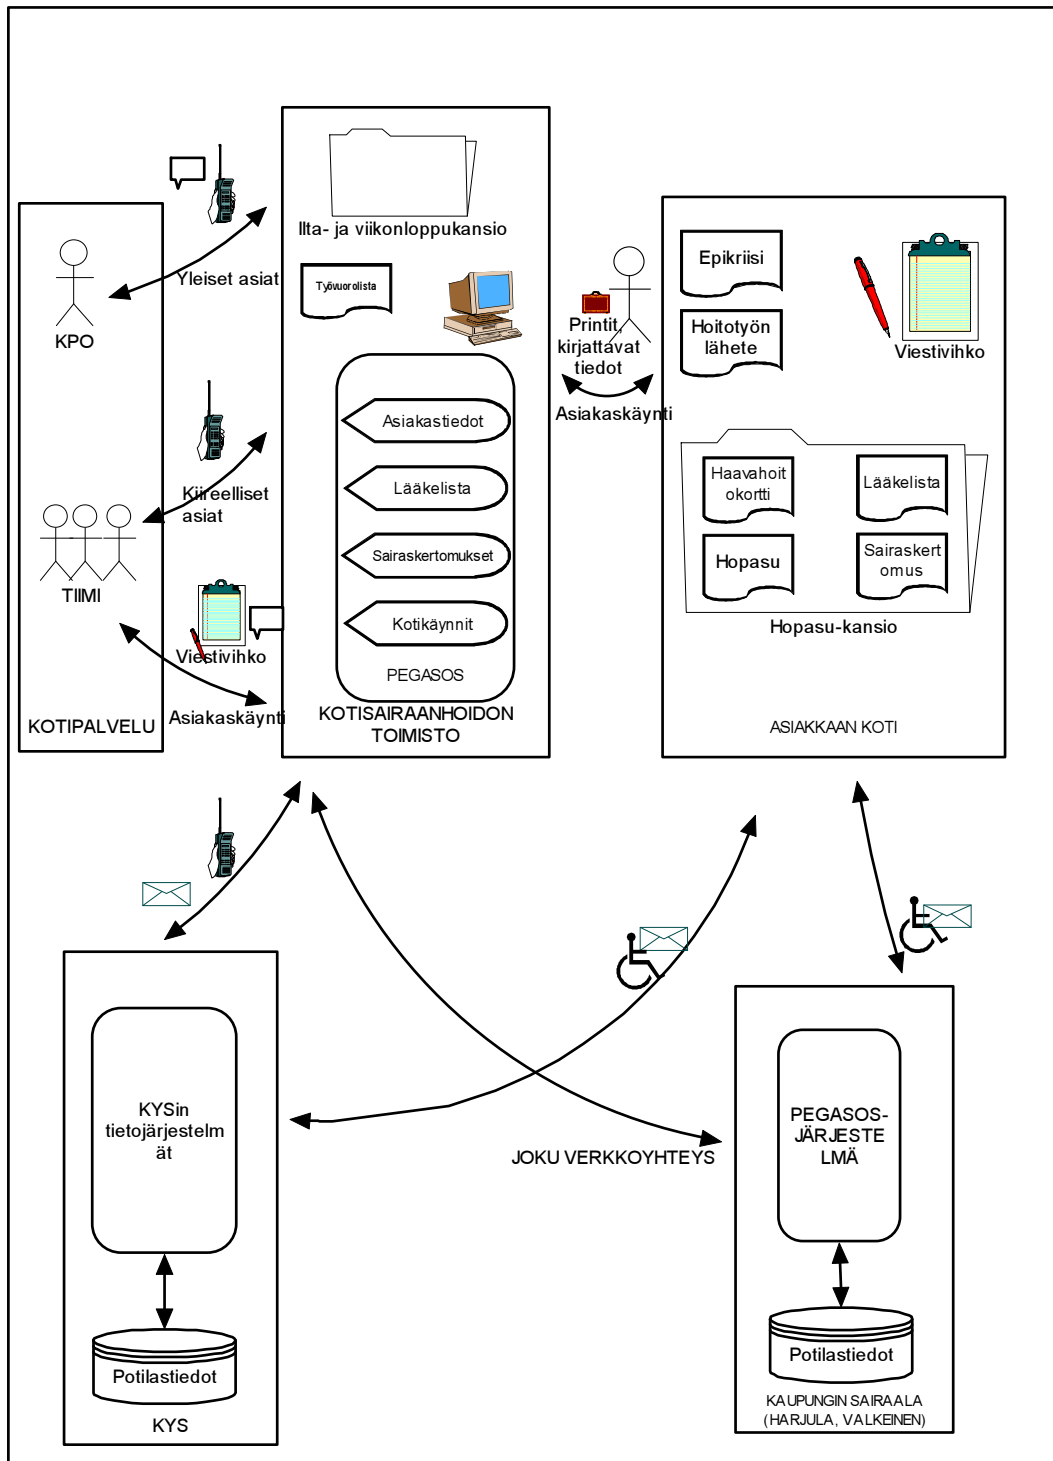 Yleiset asiat
KPO
Kiireelliset
asiat
TIIMI
Viestivihko
Asiakaskäynti
KOTIPALVELU
Ilta- ja viikonloppukansio
Työvuorolista
Asiakastiedot
Lääkelista
Sairaskertomukset
Kotikäynnit
PEGASOS
KOTISAIRAANHOIDON
TOIMISTO
Printit,
kirjattavat
tiedot
Asiakaskäynti
Epikriisi
Hoitotyön
lähete
Viestivihko
Haavahoit
okortti
Lääkelista
Hopasu
Sairaskert
omus
Hopasu-kansio
ASIAKKAAN KOTI
KYSin
tietojärjestelm
ät
Potilastiedot
KYS
JOKU VERKKOYHTEYS
PEGASOS-
JÄRJESTE
LMÄ
Potilastiedot
KAUPUNGIN SAIRAALA
(HARJULA, VALKEINEN)